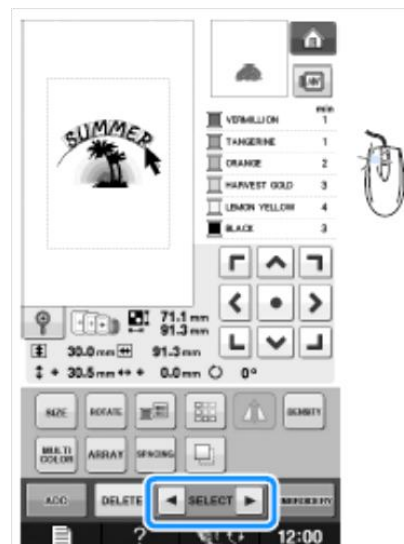 SUMMER
min
VERMILLION 1
TANGERINE 1
ORANGE 2
HARVEST GOLD 3
LEMON YELLOW 4
BLACK 3
71.1 mm
91.3 mm
30.0 mm 91.3 mm
+ 30.5 mm + 0.0 mm 0°
SIZE ROTATE DENSITY
MULTI COLOR ARRAY SPACING
ADD DELETE SELECT EMBROIDERY
? 12:00